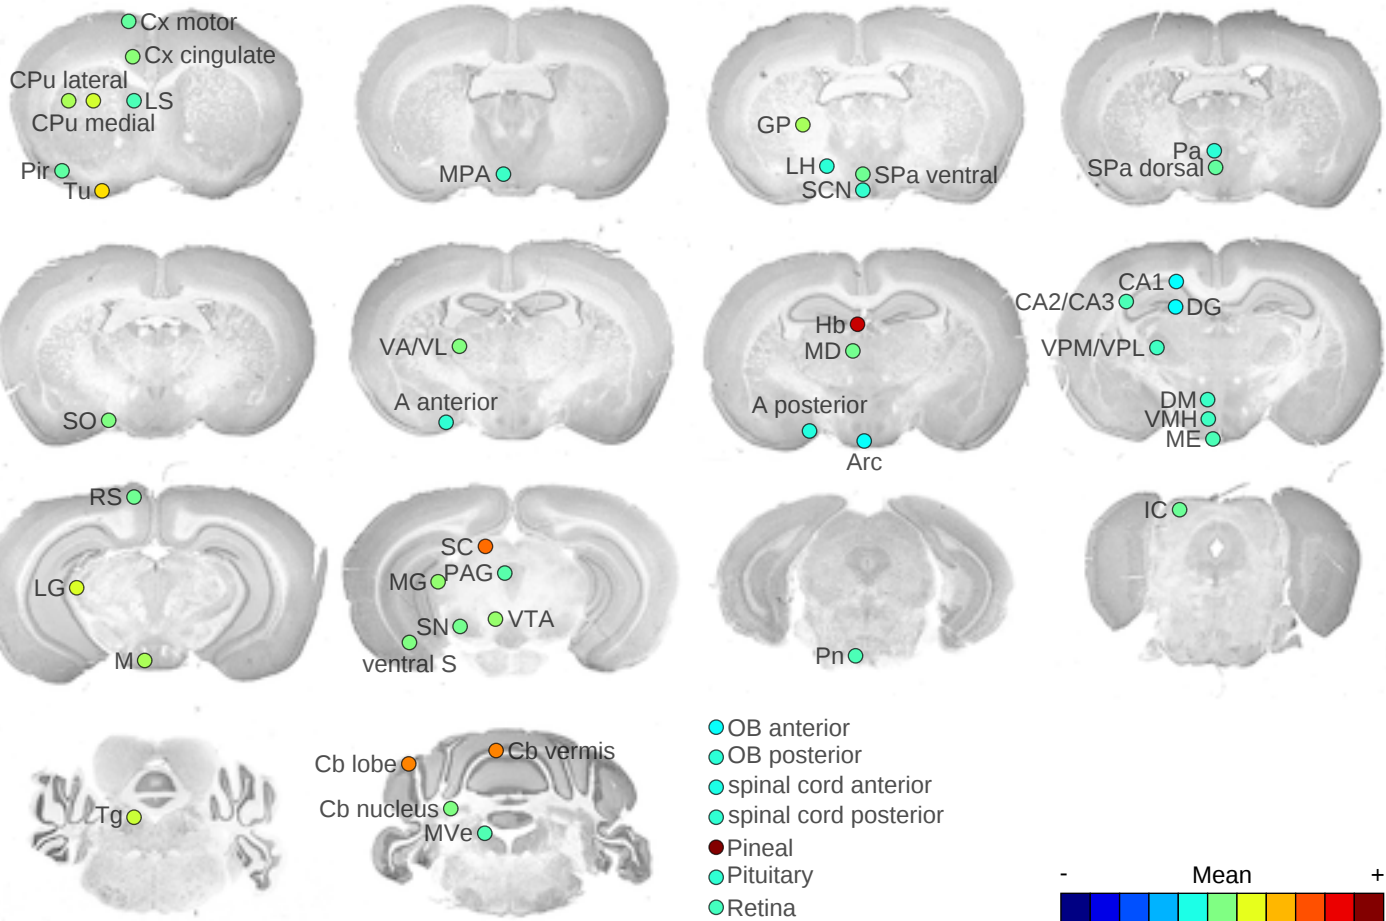 Cx motor
Cx cingulate
CPu lateral
LS
CPu medial
Pir
Tu
MPA
GP
LH
SPa ventral
SCN
Pa
SPa dorsal
SO
VA/VL
A anterior
Hb
MD
A posterior
Arc
CA1
CA2/CA3
DG
VPM/VPL
DM
VMH
ME
RS
LG
M
SC
PAG
MG
VTA
SN
ventral S
Pn
IC
Tg
Cb lobe
Cb vermis
Cb nucleus
MVe
OB anterior
OB posterior
spinal cord anterior
spinal cord posterior
Pineal
Pituitary
Retina
- Mean +